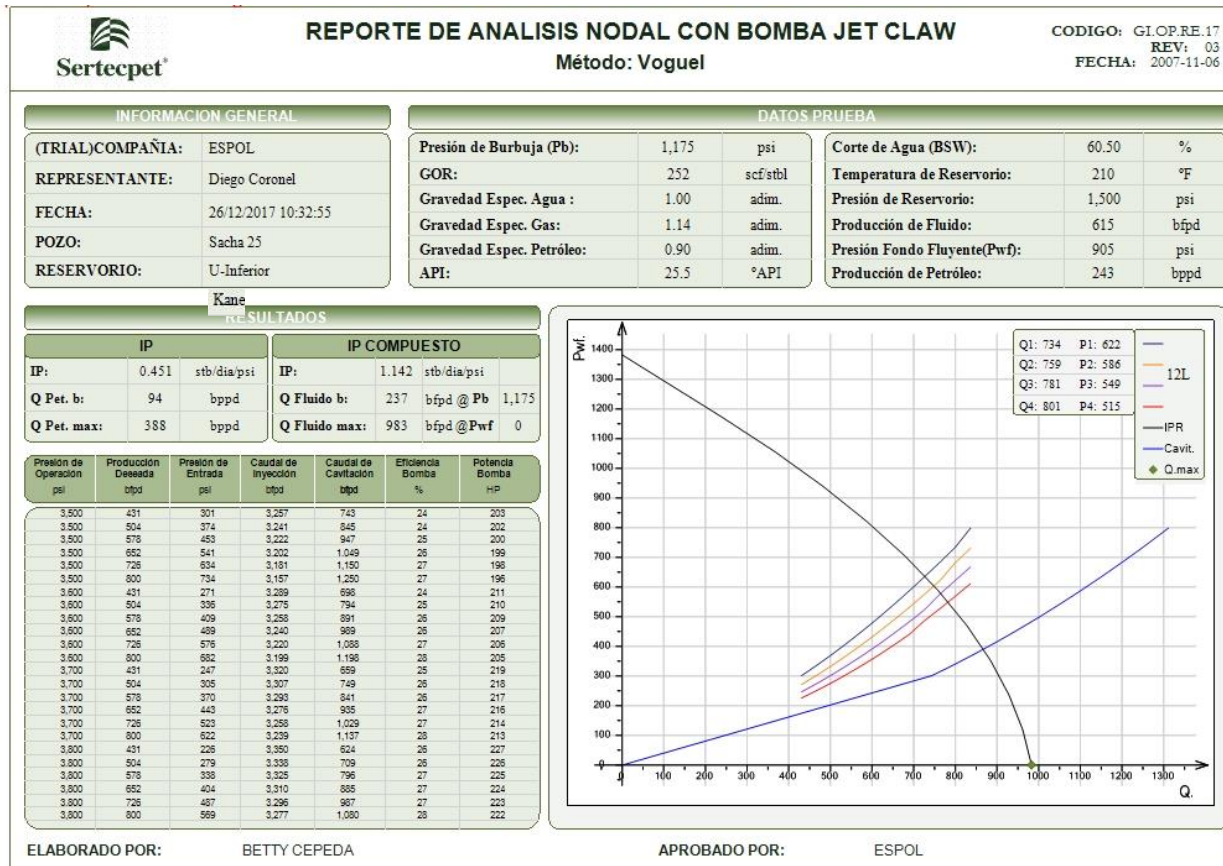 REPORTE DE ANALISIS NODAL CON BOMBA JET CLAW
Método: Voguel
Sertecpet
CODIGO: GI.OP.RE.17
REV: 03
FECHA: 2007-11-06
INFORMACION GENERAL
(TRIAL)COMPAÑIA: ESPOL
REPRESENTANTE: Diego Coronel
FECHA: 26/12/2017 10:32:55
POZO: Sacha 25
RESERVORIO: U-Inferior
Kane
DATOS PRUEBA
Presión de Burbuja (Pb): 1,175 psi
GOR: 252 scf/stbl
Gravedad Espec. Agua : 1.00 adim.
Gravedad Espec. Gas: 1.14 adim.
Gravedad Espec. Petróleo: 0.90 adim.
API: 25.5 °API
Corte de Agua (BSW): 60.50 %
Temperatura de Reservorio: 210 °F
Presión de Reservorio: 1,500 psi
Producción de Fluido: 615 bfpd
Presión Fondo Fluyente(Pwf): 905 psi
Producción de Petróleo: 243 bppd
RESULTADOS
IP
IP: 0.451 stb/dia/psi
Q Pet. b: 94 bppd
Q Pet. max: 388 bppd
IP COMPUESTO
IP: 1.142 stb/dia/psi
Q Fluido b: 237 bfpd @ Pb 1,175
Q Fluido max: 983 bfpd @Pwf 0
Presión de Operación psi Producción Deseada bfpd Presión de Entrada psi Caudal de Inyección bfpd Caudal de Cavitación bfpd Eficiencia Bomba % Potencia Bomba HP
3,500 431 301 3,257 743 24 203
3,500 504 374 3,241 845 24 202
3,500 578 453 3,222 947 25 200
3,500 652 541 3,202 1,049 26 199
3,500 726 634 3,181 1,150 27 198
3,500 800 734 3,157 1,250 27 196
3,600 431 271 3,289 698 24 211
3,600 504 336 3,275 794 25 210
3,600 578 409 3,258 891 26 209
3,600 652 489 3,240 989 26 207
3,600 726 576 3,220 1,088 27 206
3,600 800 682 3,199 1,198 28 205
3,700 431 247 3,320 659 25 219
3,700 504 305 3,307 749 26 218
3,700 578 370 3,293 841 26 217
3,700 652 443 3,276 935 27 216
3,700 726 523 3,258 1,029 27 214
3,700 800 622 3,239 1,137 28 213
3,800 431 226 3,350 624 26 227
3,800 504 279 3,338 709 26 226
3,800 578 338 3,325 796 27 225
3,800 652 404 3,310 885 27 224
3,800 726 487 3,296 987 27 223
3,800 800 569 3,277 1,080 28 222
Pwf.
1400
1300
1200
1100
1000
900
800
700
600
500
400
300
200
100
0
0 100 200 300 400 500 600 700 800 900 1000 1100 1200 1300
Q.
Q1: 734 P1: 622
Q2: 759 P2: 586
Q3: 781 P3: 549
Q4: 801 P4: 515
12L
IPR
Cavit.
Q.max
ELABORADO POR: BETTY CEPEDA
APROBADO POR: ESPOL